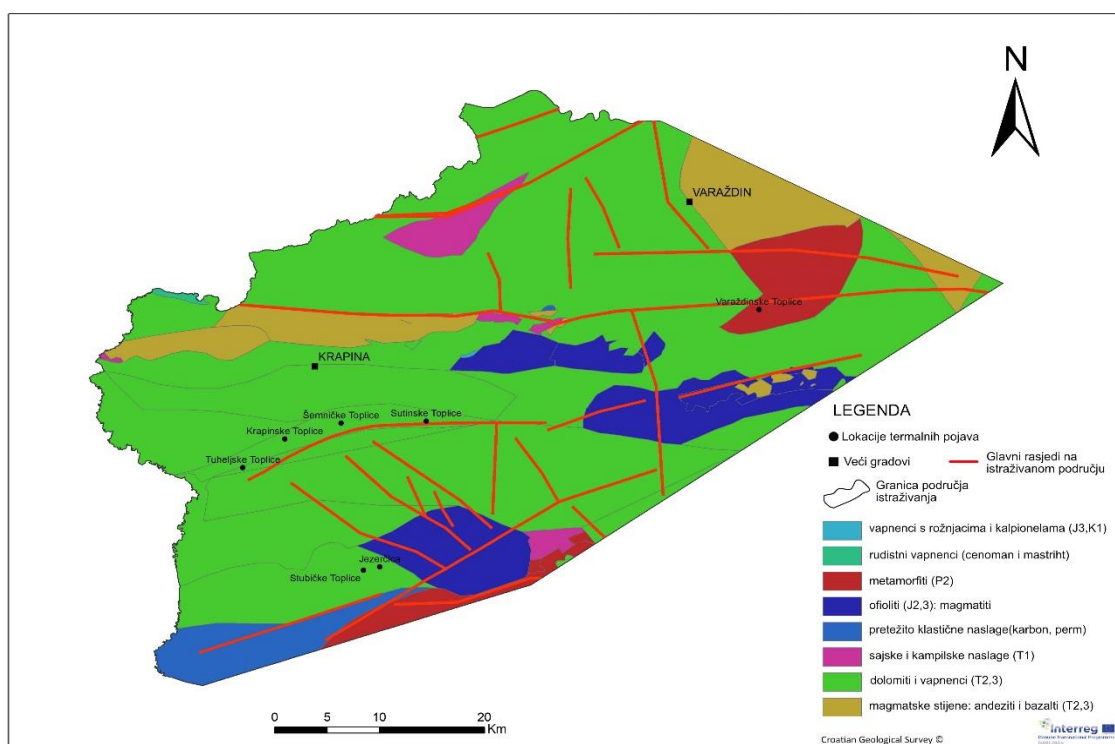 N
VARAŽDIN
Varaždinske Toplice
KRAPINA
Šemničke Toplice
Sutinske Toplice
Krapinske Toplice
Tuheljske Toplice
Jezerčica
Stubičke Toplice
LEGENDA
Lokacije termalnih pojava
Veći gradovi
Glavni rasjedi na
istraživanom području
Granica područja
istraživanja
vapnenci s rožnjacima i kalpionelama (J3,K1)
rudistni vapnenci (cenoman i mastriht)
metamorfiti (P2)
ofioliti (J2,3): magmatiti
pretežito klastične naslage(karbon, perm)
sajske i kampilske naslage (T1)
dolomiti i vapnenci (T2,3)
magmatske stijene: andeziti i bazalti (T2,3)
0 5 10 20
Km
Croatian Geological Survey ©
Interreg